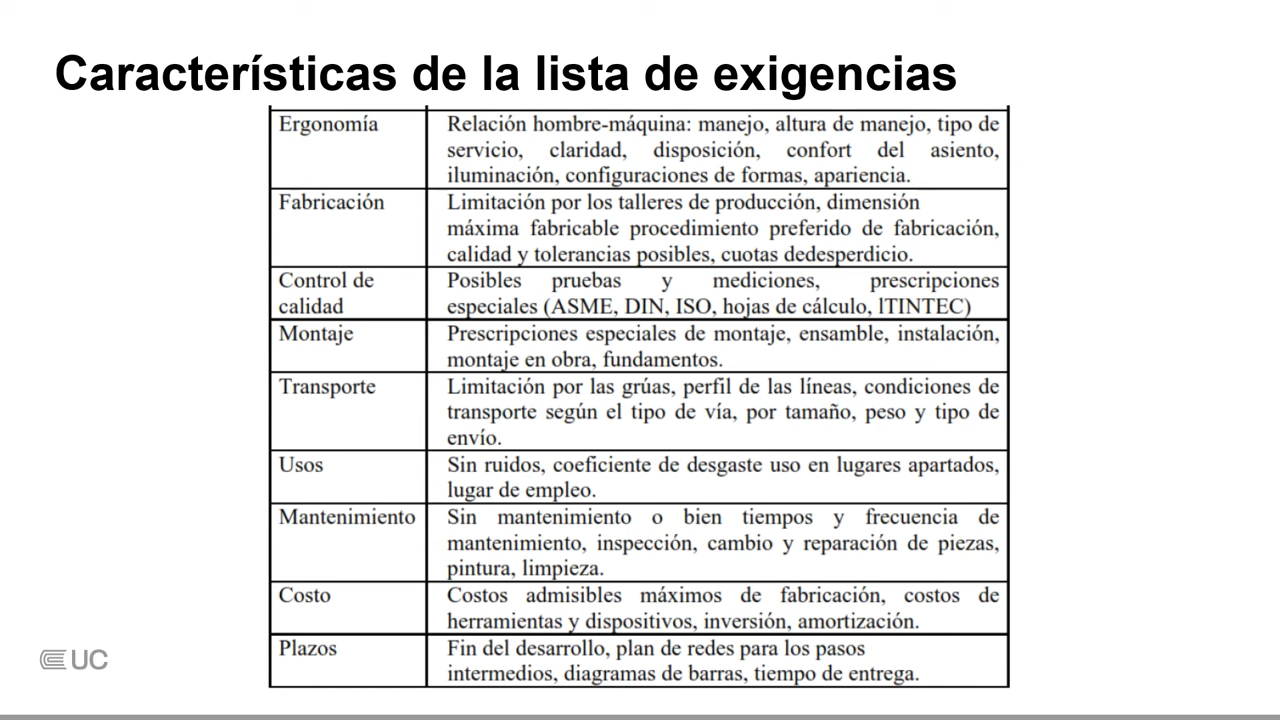 Características de la lista de exigencias
Ergonomía
Relación hombre-máquina: manejo, altura de manejo, tipo de
servicio, claridad, disposición, confort del asiento,
iluminación, configuraciones de formas, apariencia.
Fabricación
Limitación por los talleres de producción, dimensión
máxima fabricable procedimiento preferido de fabricación,
calidad y tolerancias posibles, cuotas dedesperdicio.
Control de
calidad
Posibles pruebas y mediciones, prescripciones
especiales (ASME, DIN, ISO, hojas de cálculo, lTINTEC)
Montaje
Prescripciones especiales de montaje, ensamble, instalación,
montaje en obra, fundamentos.
Transporte
Limitación por las grúas, perfil de las líneas, condiciones de
transporte según el tipo de vía, por tamaño, peso y tipo de
envío.
Usos
Sin ruidos, coeficiente de desgaste uso en lugares apartados,
lugar de empleo.
Mantenimiento
Sin mantenimiento o bien tiempos y frecuencia de
mantenimiento, inspección, cambio y reparación de piezas,
pintura, limpieza.
Costo
Costos admisibles máximos de fabricación, costos de
herramientas y dispositivos, inversión, amortización.
Plazos
Fin del desarrollo, plan de redes para los pasos
intermedios, diagramas de barras, tiempo de entrega.
UC